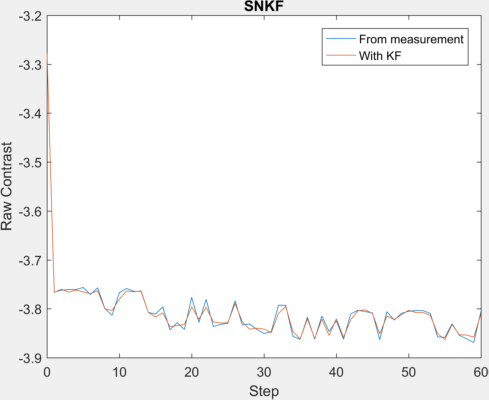 SNKF
From measurement
With KF
Raw Contrast
-3.2
-3.3
-3.4
-3.5
-3.6
-3.7
-3.8
-3.9
0 10 20 30 40 50 60
Step